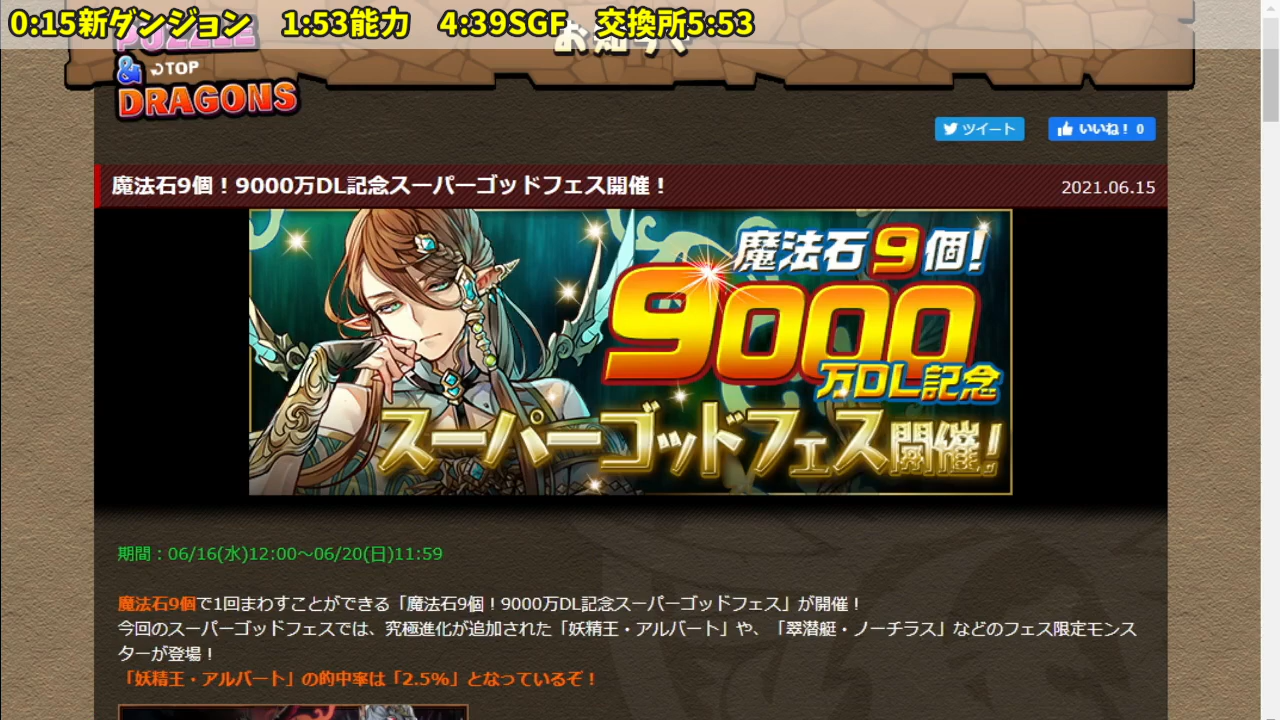 0:15新ダンジョン　1:53能力　4:39SGF　交換所5:53
PUZZLE
お知らせ
& TOP
DRAGONS
ツイート いいね！ 0
魔法石9個！9000万DL記念スーパーゴッドフェス開催！ 2021.06.15
魔法石9個!
9000
万DL記念
スーパーゴッドフェス開催!
期間：06/16(水)12:00～06/20(日)11:59
魔法石9個で1回まわすことができる「魔法石9個！9000万DL記念スーパーゴッドフェス」が開催！
今回のスーパーゴッドフェスでは、究極進化が追加された「妖精王・アルバート」や、「翠潜艇・ノーチラス」などのフェス限定モンス
ターが登場！
「妖精王・アルバート」の的中率は「2.5%」となっているぞ！